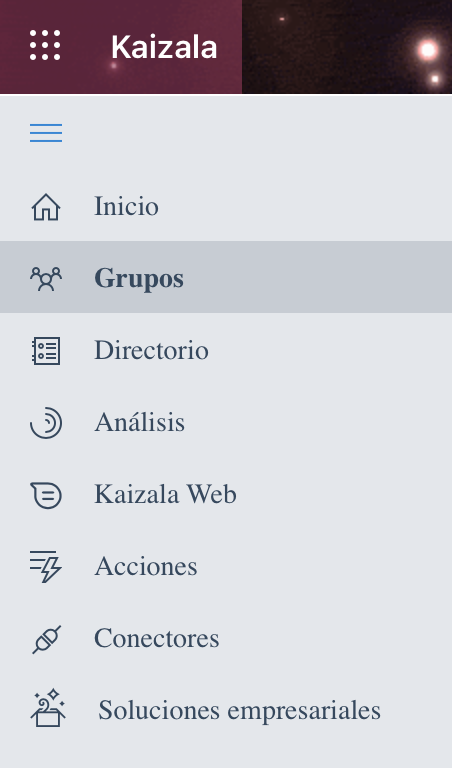 Kaizala
Inicio
Grupos
Directorio
Análisis
Kaizala Web
Acciones
Conectores
Soluciones empresariales